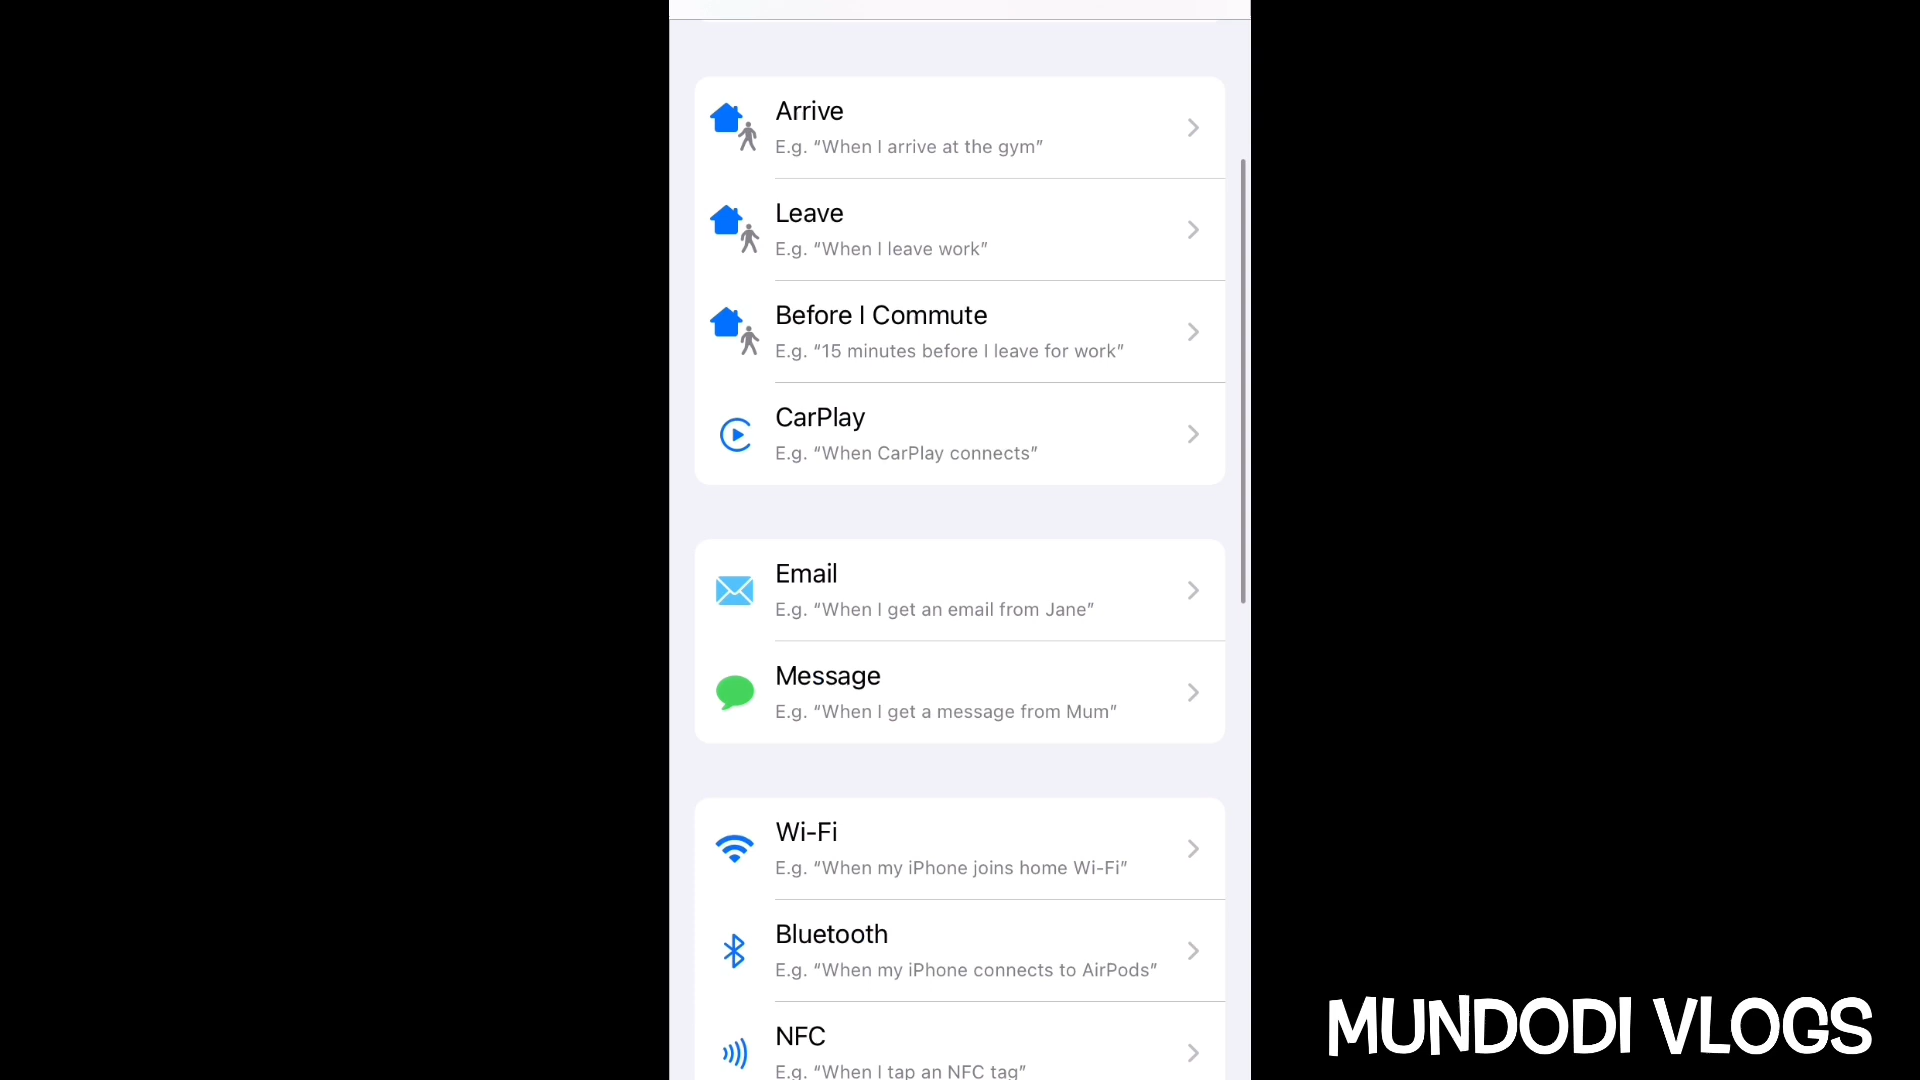 Arrive
E.g. “When I arrive at the gym”
Leave
E.g. “When I leave work”
Before I Commute
E.g. “15 minutes before I leave for work”
CarPlay
E.g. “When CarPlay connects”
Email
E.g. “When I get an email from Jane”
Message
E.g. “When I get a message from Mum”
Wi-Fi
E.g. “When my iPhone joins home Wi-Fi”
Bluetooth
E.g. “When my iPhone connects to AirPods”
NFC
E.g. “When I tap an NFC tag”
MUNDODI VLOGS